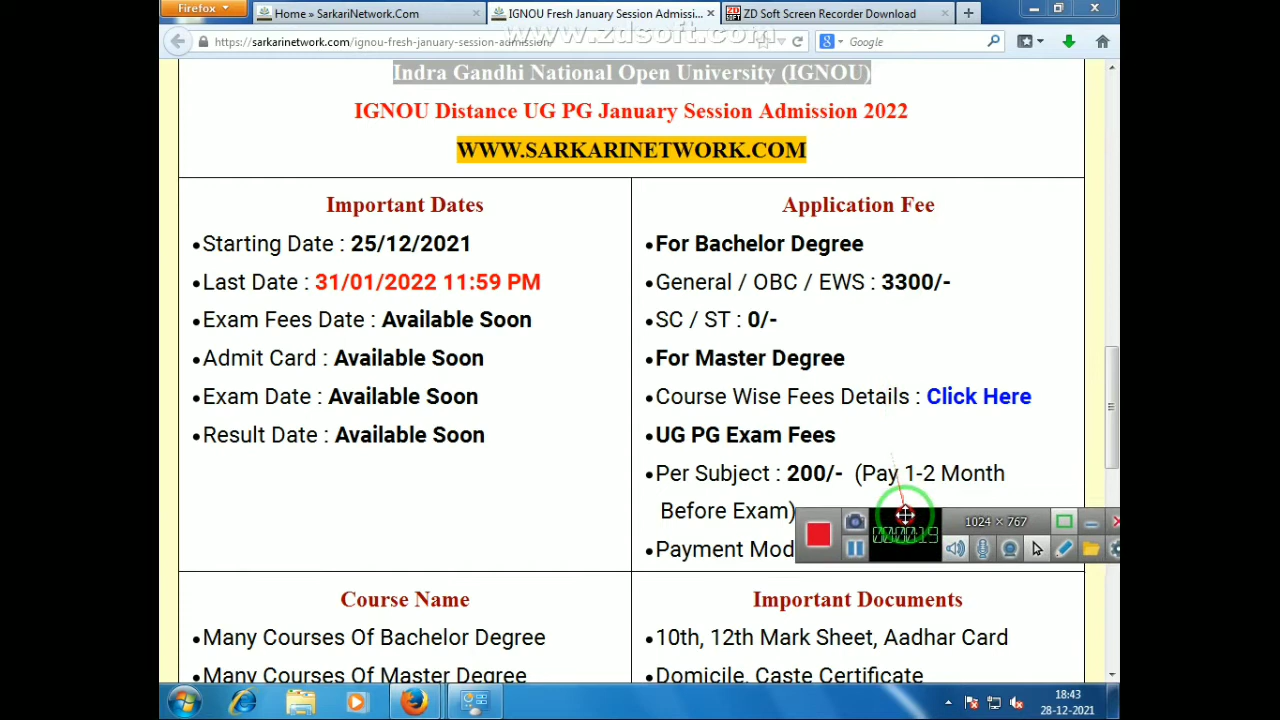 Firefox
Home » SarkariNetwork.Com
IGNOU Fresh January Session Admissi...
ZD Soft Screen Recorder Download
https://sarkarinetwork.com/ignou-fresh-january-session-admission/
www.zdsoft.com
Google
Indra Gandhi National Open University (IGNOU)
IGNOU Distance UG PG January Session Admission 2022
WWW.SARKARINETWORK.COM
Important Dates
•Starting Date : 25/12/2021
•Last Date : 31/01/2022 11:59 PM
•Exam Fees Date : Available Soon
•Admit Card : Available Soon
•Exam Date : Available Soon
•Result Date : Available Soon
Application Fee
•For Bachelor Degree
•General / OBC / EWS : 3300/-
•SC / ST : 0/-
•For Master Degree
•Course Wise Fees Details : Click Here
•UG PG Exam Fees
•Per Subject : 200/- (Pay 1-2 Month
Before Exam)
•Payment Mod
1024 × 767
00:00:19
Course Name
•Many Courses Of Bachelor Degree
•Many Courses Of Master Degree
Important Documents
•10th, 12th Mark Sheet, Aadhar Card
•Domicile, Caste Certificate
18:43
28-12-2021